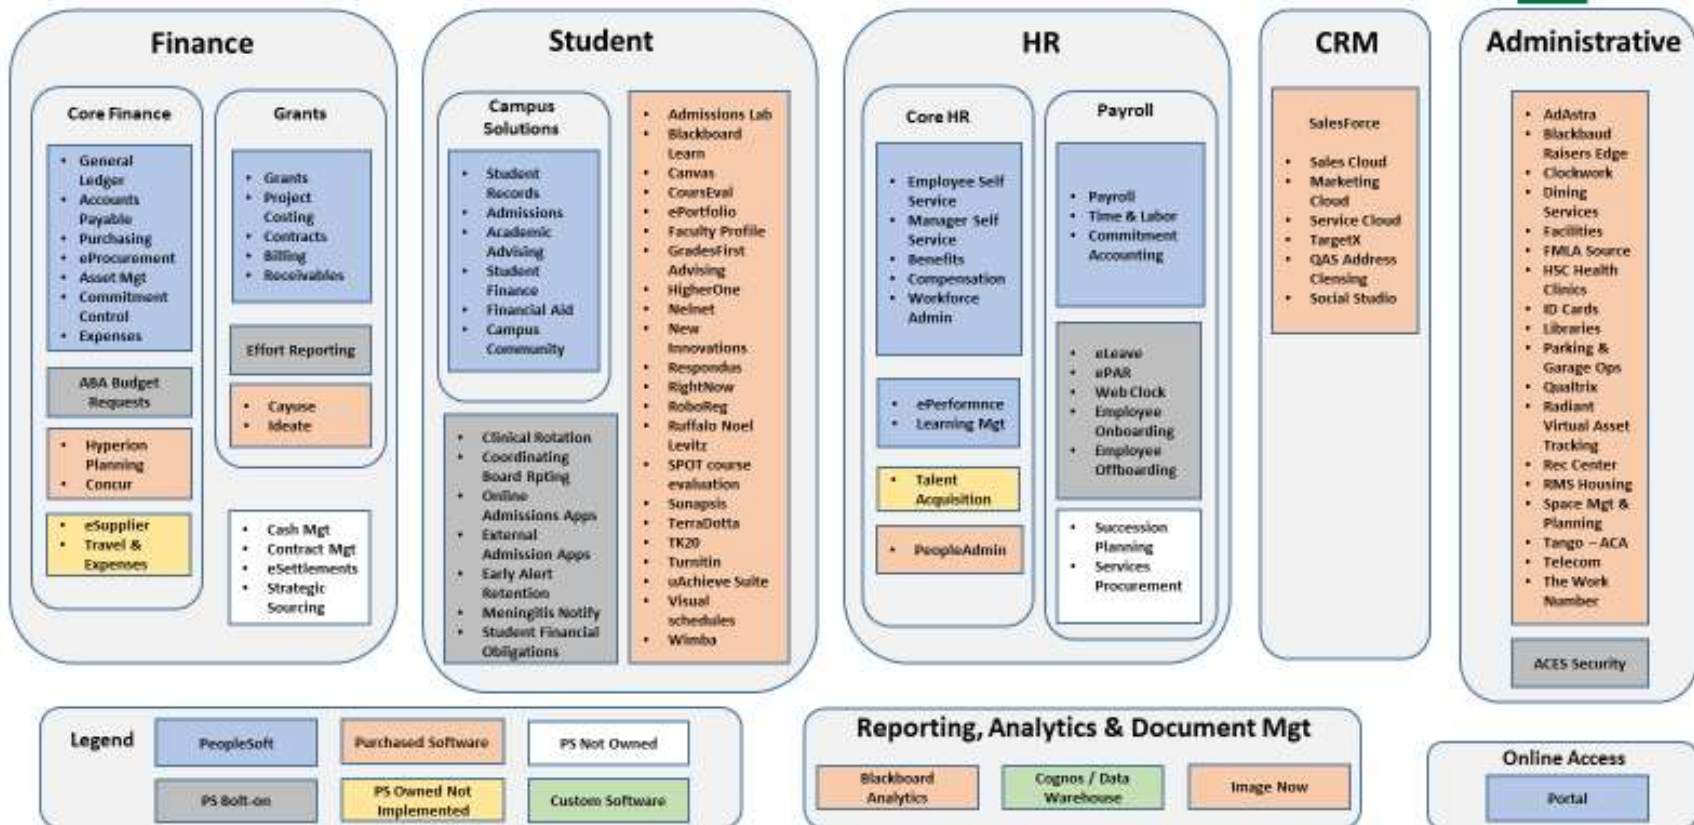 Finance
Core Finance
• General
Ledger
• Accounts
Payable
• Purchasing
• eProcurement
• Asset Mgt
• Commitment
Control
• Expenses
ABA Budget
Requests
• Hyperion
Planning
• Concur
• eSupplier
• Travel &
Expenses
Grants
• Grants
• Project
Costing
• Contracts
• Billing
• Receivables
Effort Reporting
• Cayuse
• Ideate
• Cash Mgt
• Contract Mgt
• eSettlements
• Strategic
Sourcing
Student
Campus
Solutions
• Student
Records
• Admissions
• Academic
Advising
• Student
Finance
• Financial Aid
• Campus
Community
• Clinical Rotation
• Coordinating
Board Rpting
• Online
Admissions Apps
• External
Admission Apps
• Early Alert
Retention
• Meningitis Notify
• Student Financial
Obligations
• Admissions Lab
• Blackboard
Learn
• Canvas
• CoursEval
• ePortfolio
• Faculty Profile
• GradesFirst
Advising
• HigherOne
• Nelnet
• New
Innovations
• Respondus
• RightNow
• RoboReg
• Ruffalo Noel
Levitz
• SPOT course
evaluation
• Sunapsis
• TerraDotta
• TK20
• Turnitin
• uAchieve Suite
• Visual
schedules
• Wimba
HR
Core HR
• Employee Self
Service
• Manager Self
Service
• Benefits
• Compensation
• Workforce
Admin
• ePerformnce
• Learning Mgt
• Talent
Acquisition
• PeopleAdmin
Payroll
• Payroll
• Time & Labor
• Commitment
Accounting
• eLeave
• ePAR
• Web Clock
• Employee
Onboarding
• Employee
Offboarding
• Succession
Planning
• Services
Procurement
CRM
SalesForce
• Sales Cloud
• Marketing
Cloud
• Service Cloud
• TargetX
• QAS Address
Clensing
• Social Studio
Administrative
• AdAstra
• Blackbaud
Raisers Edge
• Clockwork
• Dining
Services
• Facilities
• FMLA Source
• HSC Health
Clinics
• ID Cards
• Libraries
• Parking &
Garage Ops
• Qualtrix
• Radiant
Virtual Asset
Tracking
• Rec Center
• RMS Housing
• Space Mgt &
Planning
• Tango – ACA
• Telecom
• The Work
Number
ACES Security
Legend
PeopleSoft
Purchased Software
PS Not Owned
PS Bolt-on
PS Owned Not
Implemented
Custom Software
Reporting, Analytics & Document Mgt
Blackboard
Analytics
Cognos / Data
Warehouse
Image Now
Online Access
Portal